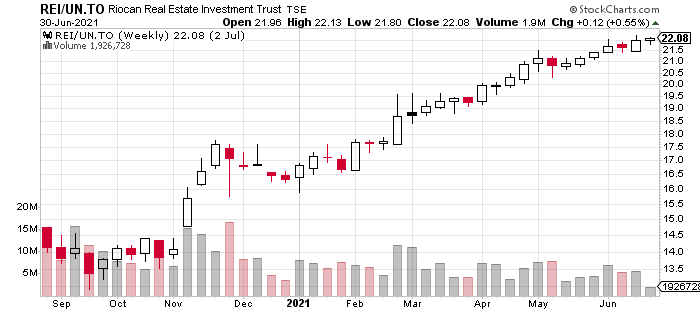 REI/UN.TO Riocan Real Estate Investment Trust TSE
© StockCharts.com
30-Jun-2021 Open 21.96 High 22.13 Low 21.80 Close 22.08 Volume 1.9M Chg +0.12 (+0.55%)
REI/UN.TO (Weekly) 22.08 (2 Jul)
Volume 1,926,728
22.08
21.5
21.0
20.5
20.0
19.5
19.0
18.5
18.0
17.5
17.0
16.5
16.0
15.5
15.0
14.5
14.0
13.5
1926728
20M
15M
10M
5M
Sep Oct Nov Dec 2021 Feb Mar Apr May Jun